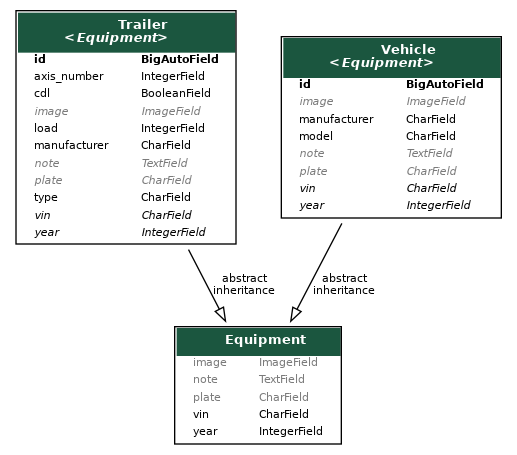 Trailer
<Equipment>
id BigAutoField
axis_number IntegerField
cdl BooleanField
image ImageField
load IntegerField
manufacturer CharField
note TextField
plate CharField
type CharField
vin CharField
year IntegerField
Vehicle
<Equipment>
id BigAutoField
image ImageField
manufacturer CharField
model CharField
note TextField
plate CharField
vin CharField
year IntegerField
abstract
inheritance
abstract
inheritance
Equipment
image ImageField
note TextField
plate CharField
vin CharField
year IntegerField